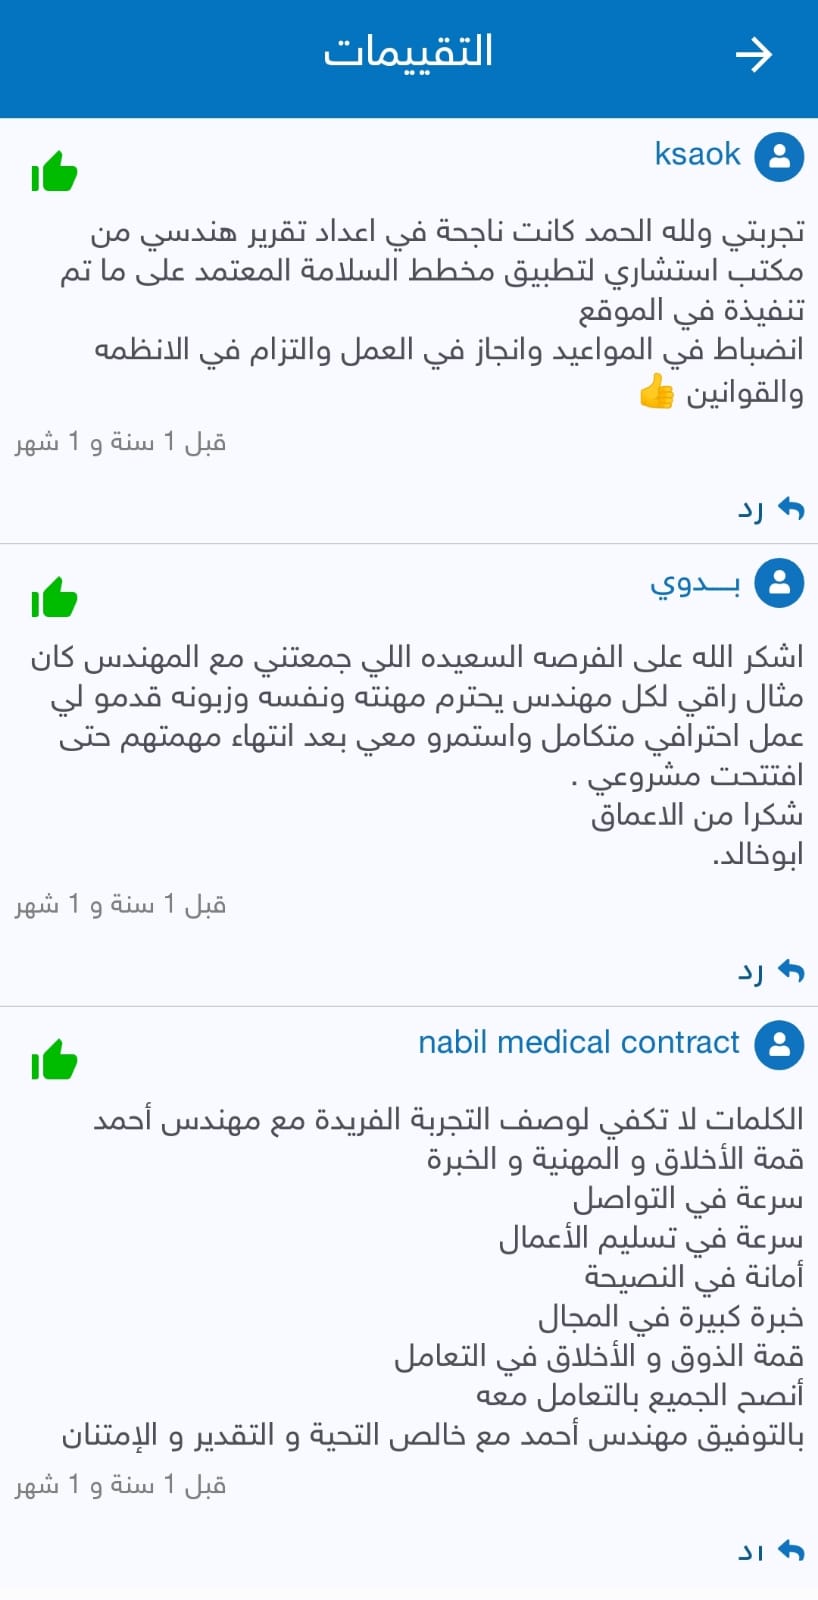 التقييمات
ksaok
تجربتي ولله الحمد كانت ناجحة في اعداد تقرير هندسي من
مكتب استشاري لتطبيق مخطط السلامة المعتمد على ما تم
تنفيذة في الموقع
انضباط في المواعيد وانجاز في العمل والتزام في الانظمه
والقوانين 👍
قبل 1 سنة و 1 شهر
رد
بـــدوي
اشكر الله على الفرصه السعيده اللي جمعتني مع المهندس كان
مثال راقي لكل مهندس يحترم مهنته ونفسه وزبونه قدمو لي
عمل احترافي متكامل واستمرو معي بعد انتهاء مهمتهم حتى
افتتحت مشروعي .
شكرا من الاعماق
ابوخالد.
قبل 1 سنة و 1 شهر
رد
nabil medical contract
الكلمات لا تكفي لوصف التجربة الفريدة مع مهندس أحمد
قمة الأخلاق و المهنية و الخبرة
سرعة في التواصل
سرعة في تسليم الأعمال
أمانة في النصيحة
خبرة كبيرة في المجال
قمة الذوق و الأخلاق في التعامل
أنصح الجميع بالتعامل معه
بالتوفيق مهندس أحمد مع خالص التحية و التقدير و الإمتنان
قبل 1 سنة و 1 شهر
رد